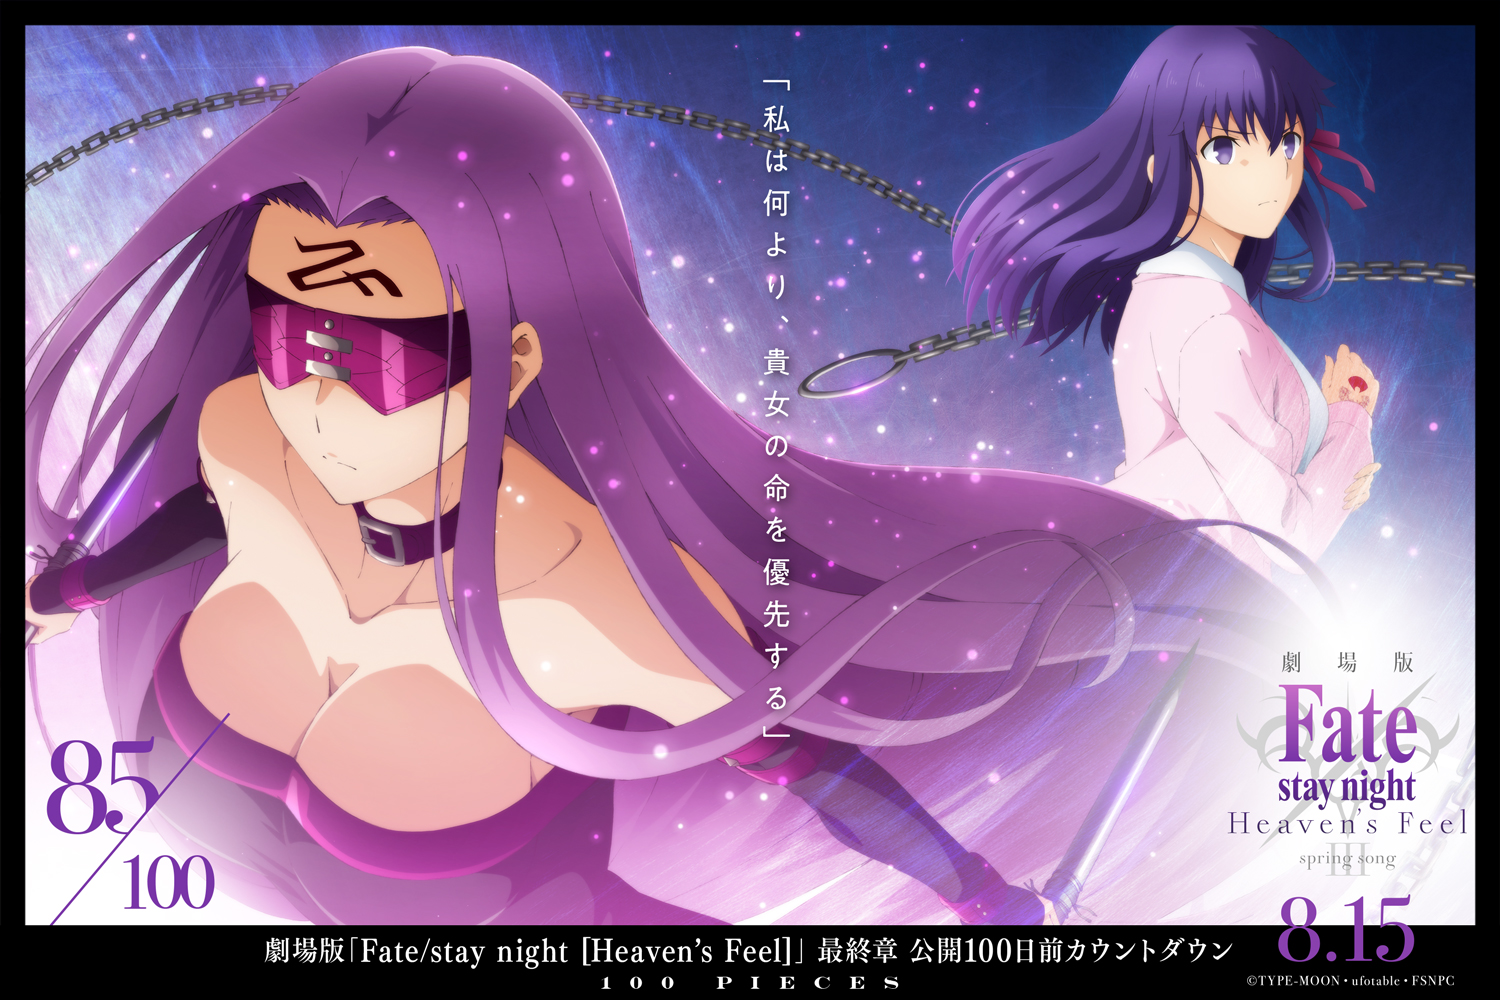 「私は何より、貴女の命を優先する」
85/100
劇場版
Fate
stay night
Heaven's Feel
III
spring song
8.15
劇場版「Fate/stay night [Heaven's Feel]」 最終章 公開100日前カウントダウン
100 PIECES
©TYPE-MOON・ufotable・FSNPC